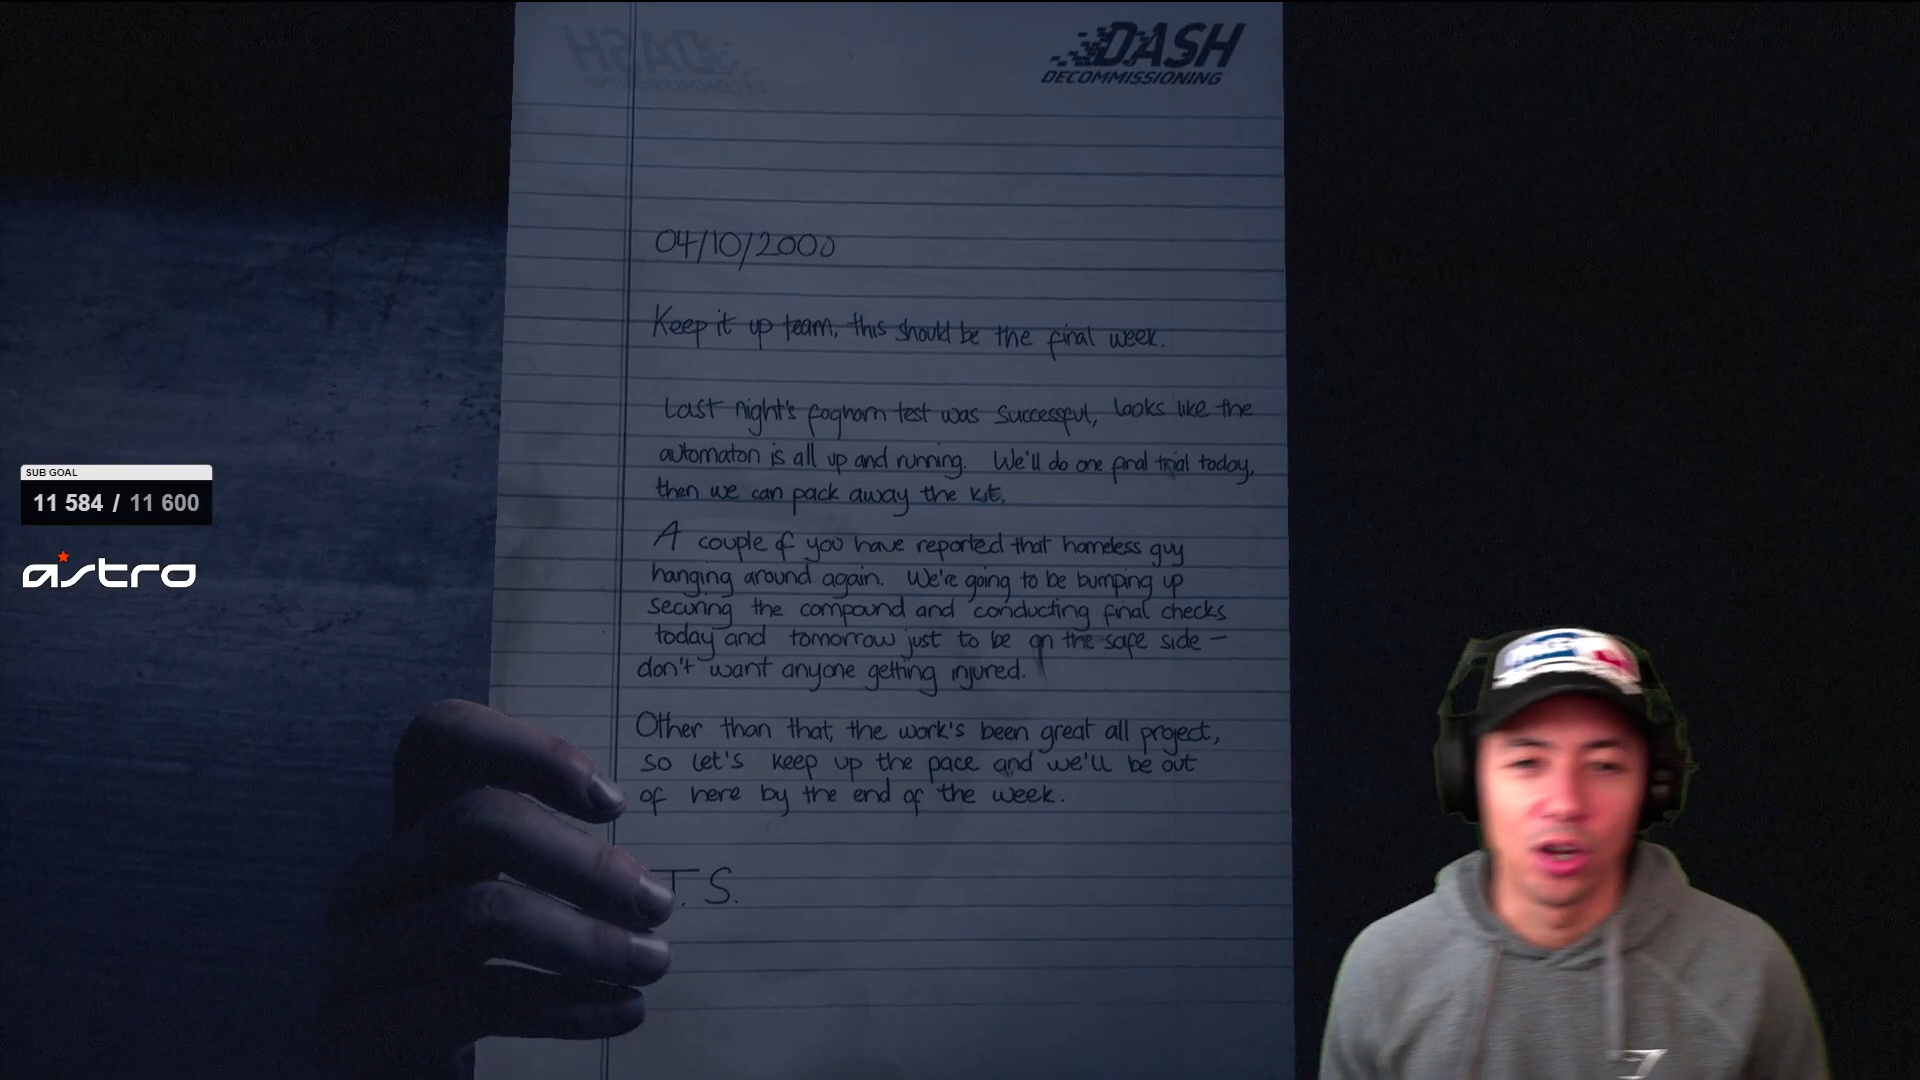 DASH
DECOMMISSIONING
04/10/2000
Keep it up team, this should be the final week.
Last night's foghorn test was successful, looks like the
automaton is all up and running. We'll do one final trial today,
then we can pack away the kit.
A couple of you have reported that homeless guy
hanging around again. We're going to be bumping up
securing the compound and conducting final checks
today and tomorrow just to be on the safe side –
don't want anyone getting injured.
Other than that, the work's been great all project,
so let's keep up the pace and we'll be out
of here by the end of the week.
T. S.
SUB GOAL
11 584 / 11 600
astro